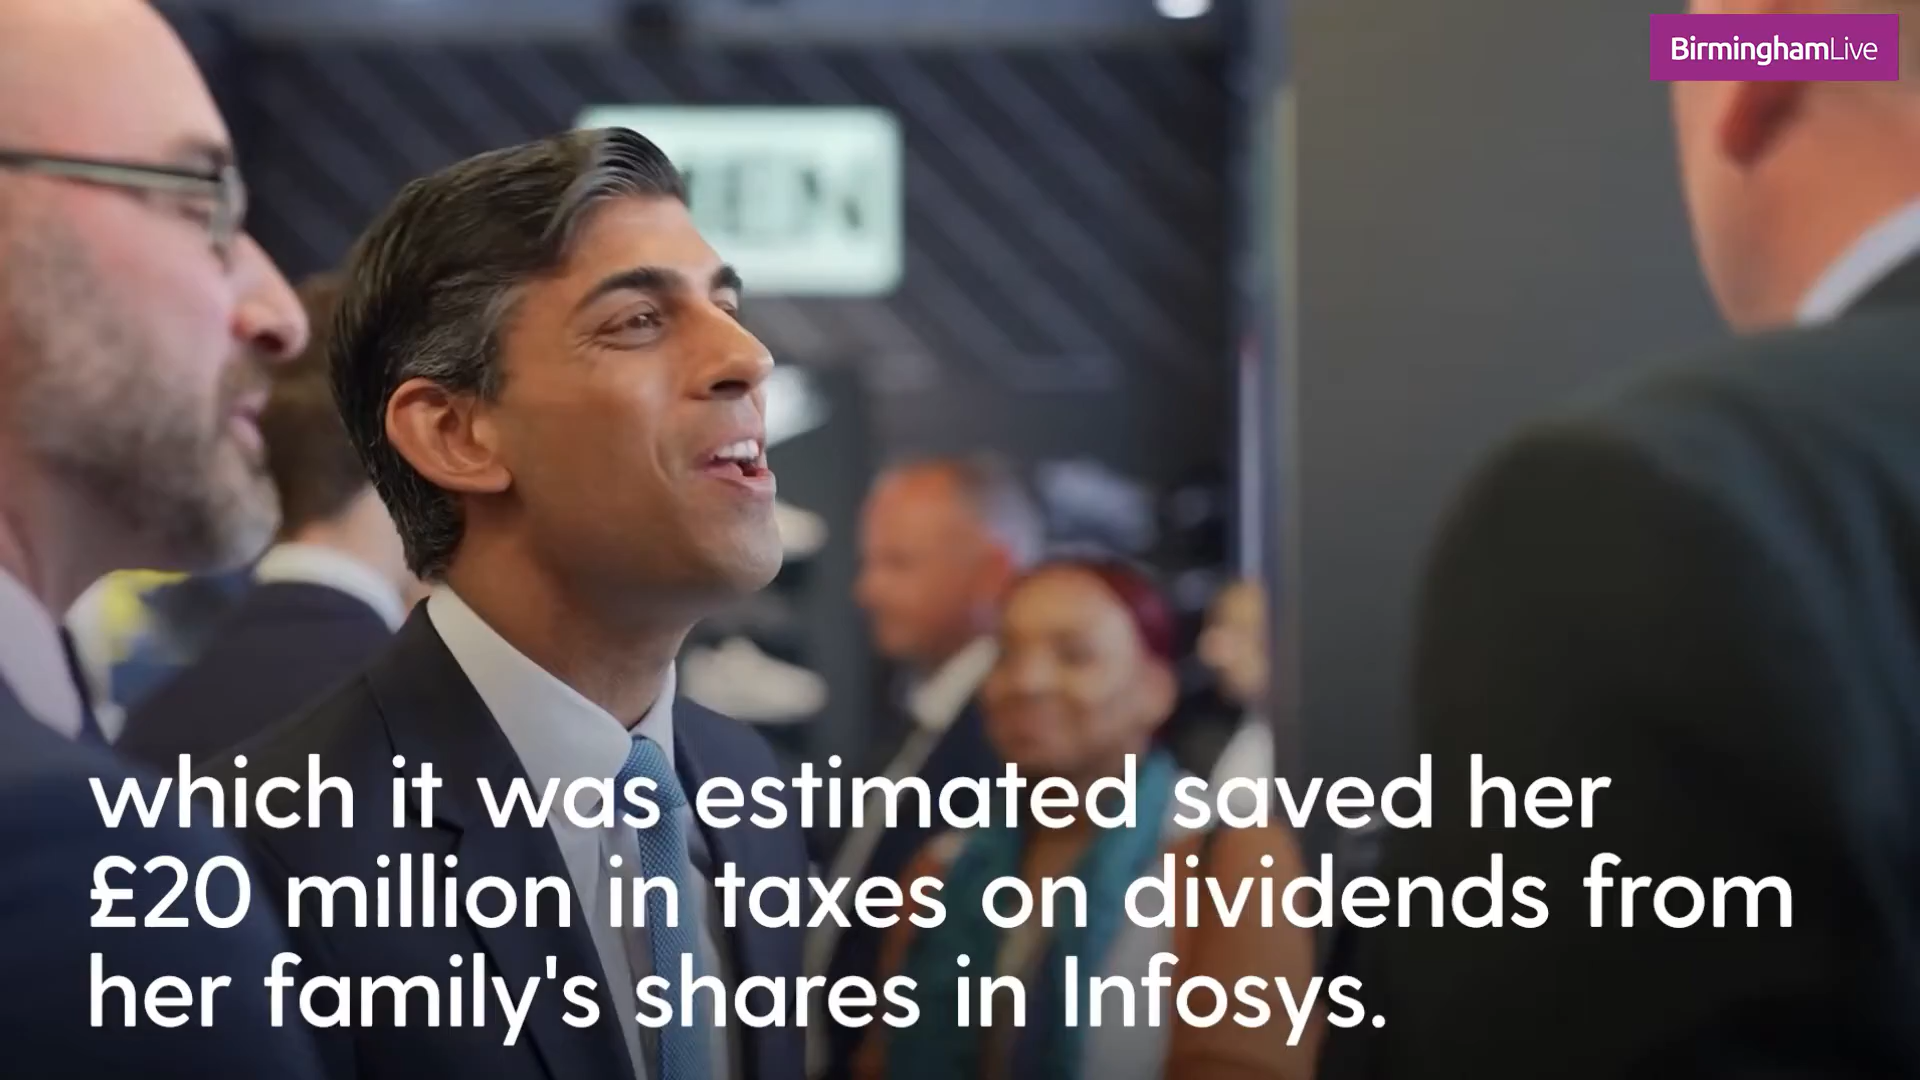 BirminghamLive
which it was estimated saved her
£20 million in taxes on dividends from
her family's shares in Infosys.